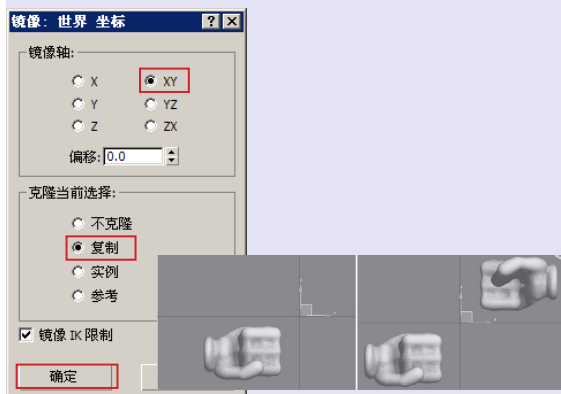 镜像: 世界 坐标
镜像轴:
X XY
Y YZ
Z ZX
偏移: 0.0
克隆当前选择:
不克隆
复制
实例
参考
镜像 IK 限制
确定